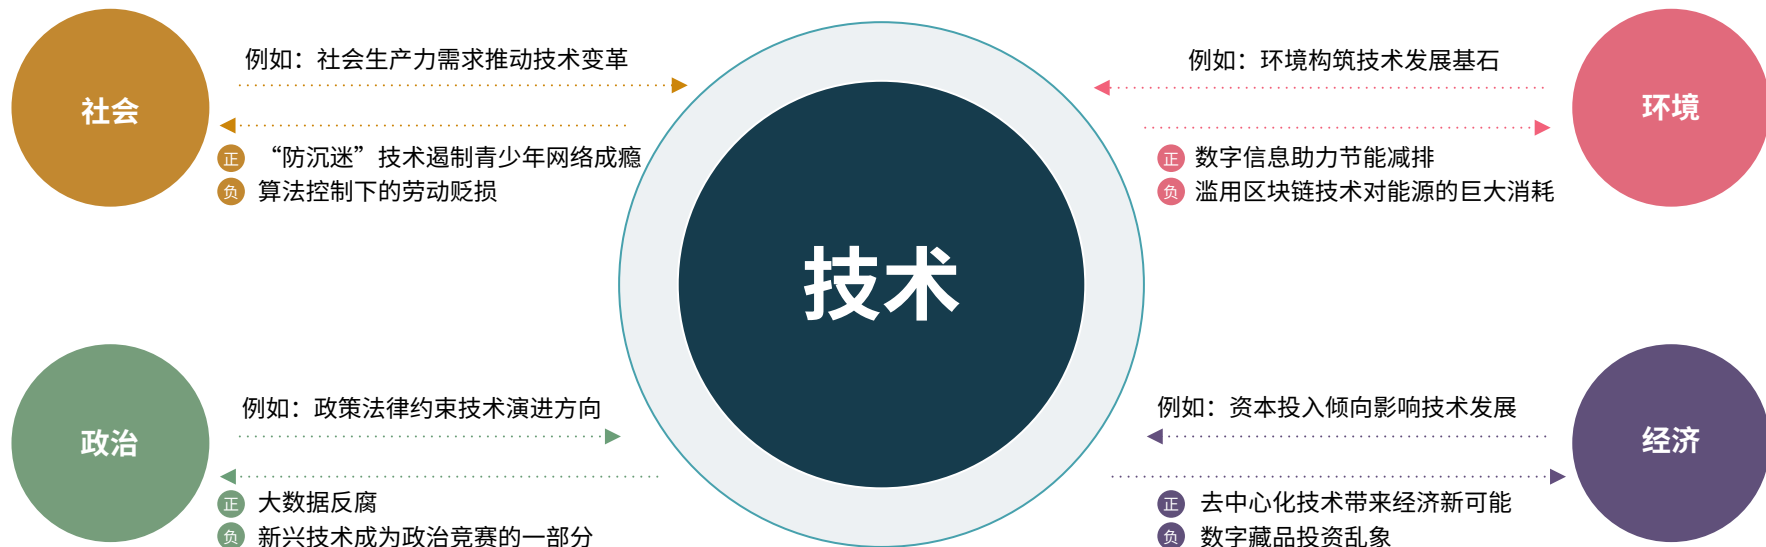 社会
例如：社会生产力需求推动技术变革
正 “防沉迷”技术遏制青少年网络成瘾
负 算法控制下的劳动贬损
技术
例如：环境构筑技术发展基石
环境
正 数字信息助力节能减排
负 滥用区块链技术对能源的巨大消耗
政治
例如：政策法律约束技术演进方向
正 大数据反腐
负 新兴技术成为政治竞赛的一部分
例如：资本投入倾向影响技术发展
经济
正 去中心化技术带来经济新可能
负 数字藏品投资乱象